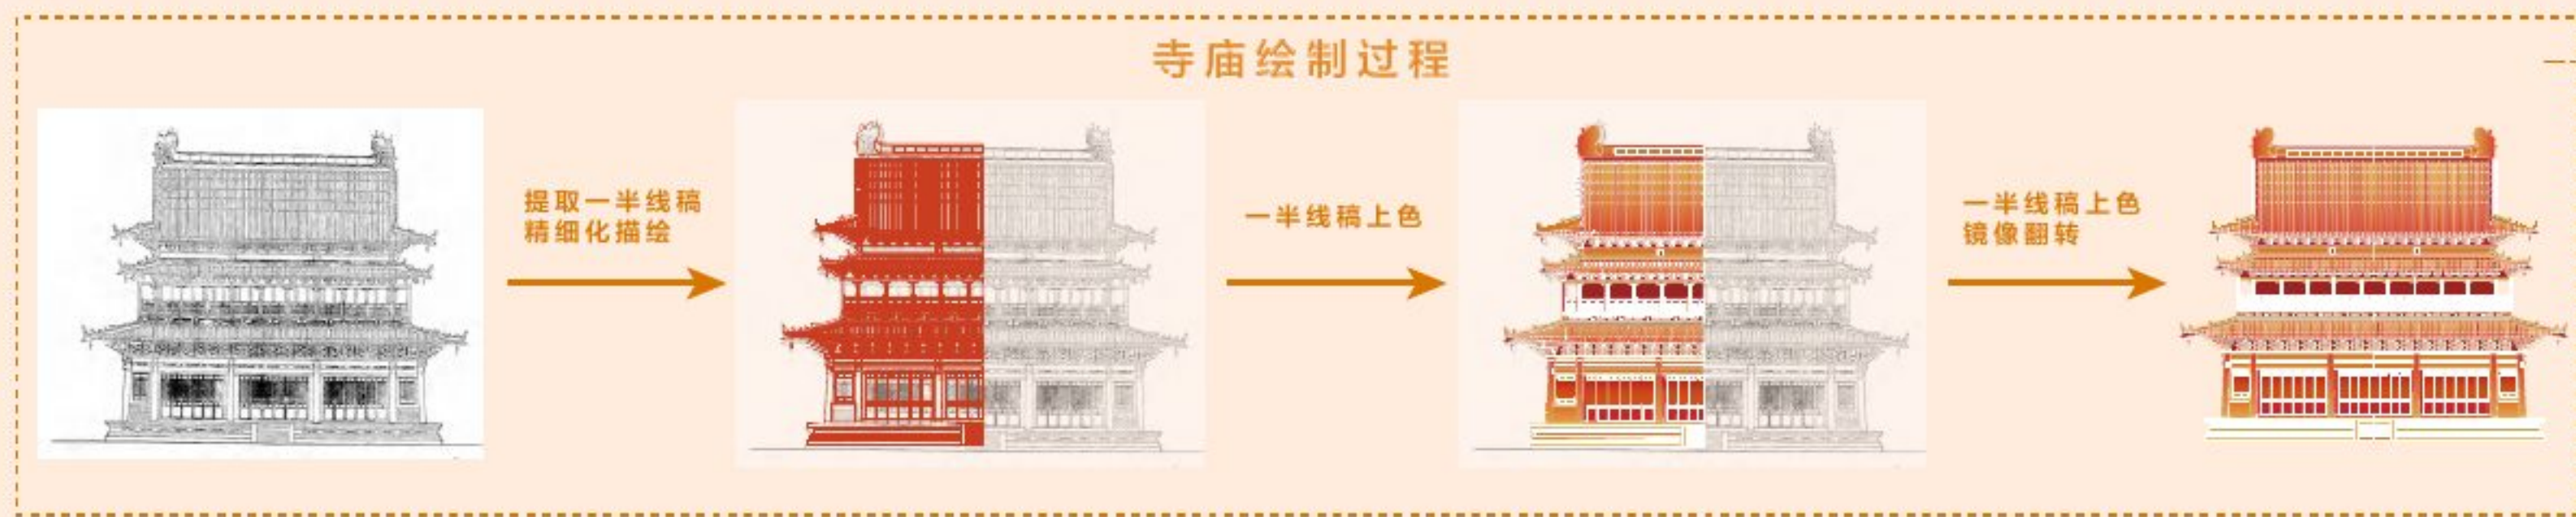 寺庙绘制过程
提取一半线稿
精细化描绘
一半线稿上色
一半线稿上色
镜像翻转